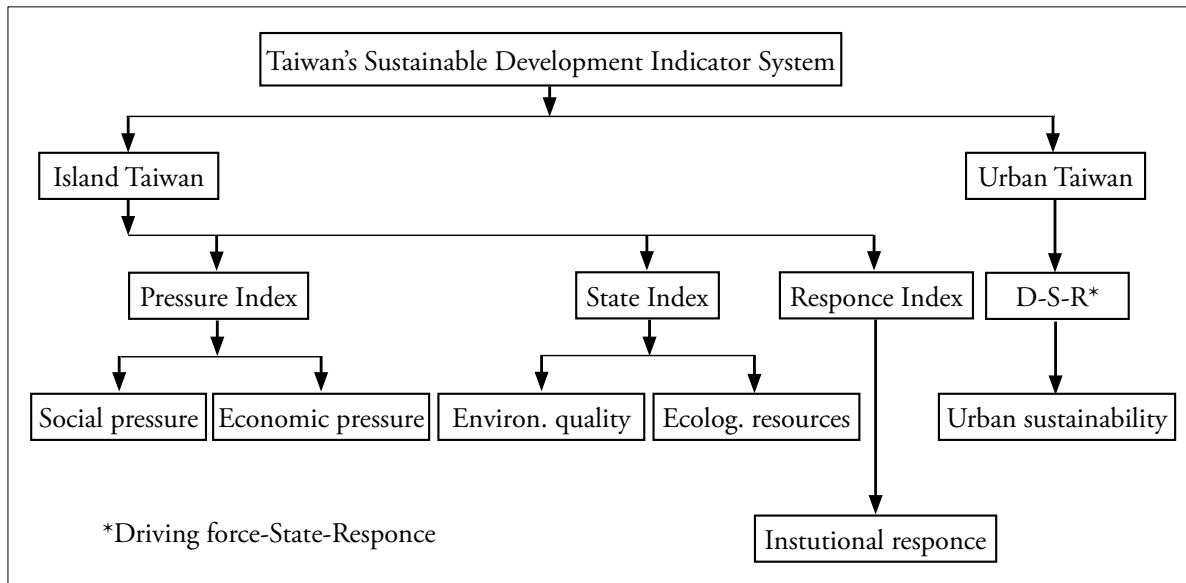 Taiwan’s Sustainable Development Indicator System
Island Taiwan
Urban Taiwan
Pressure Index
State Index
Responce Index
D-S-R*
Social pressure
Economic pressure
Environ. quality
Ecolog. resources
Urban sustainability
*Driving force-State-Responce
Instutional responce